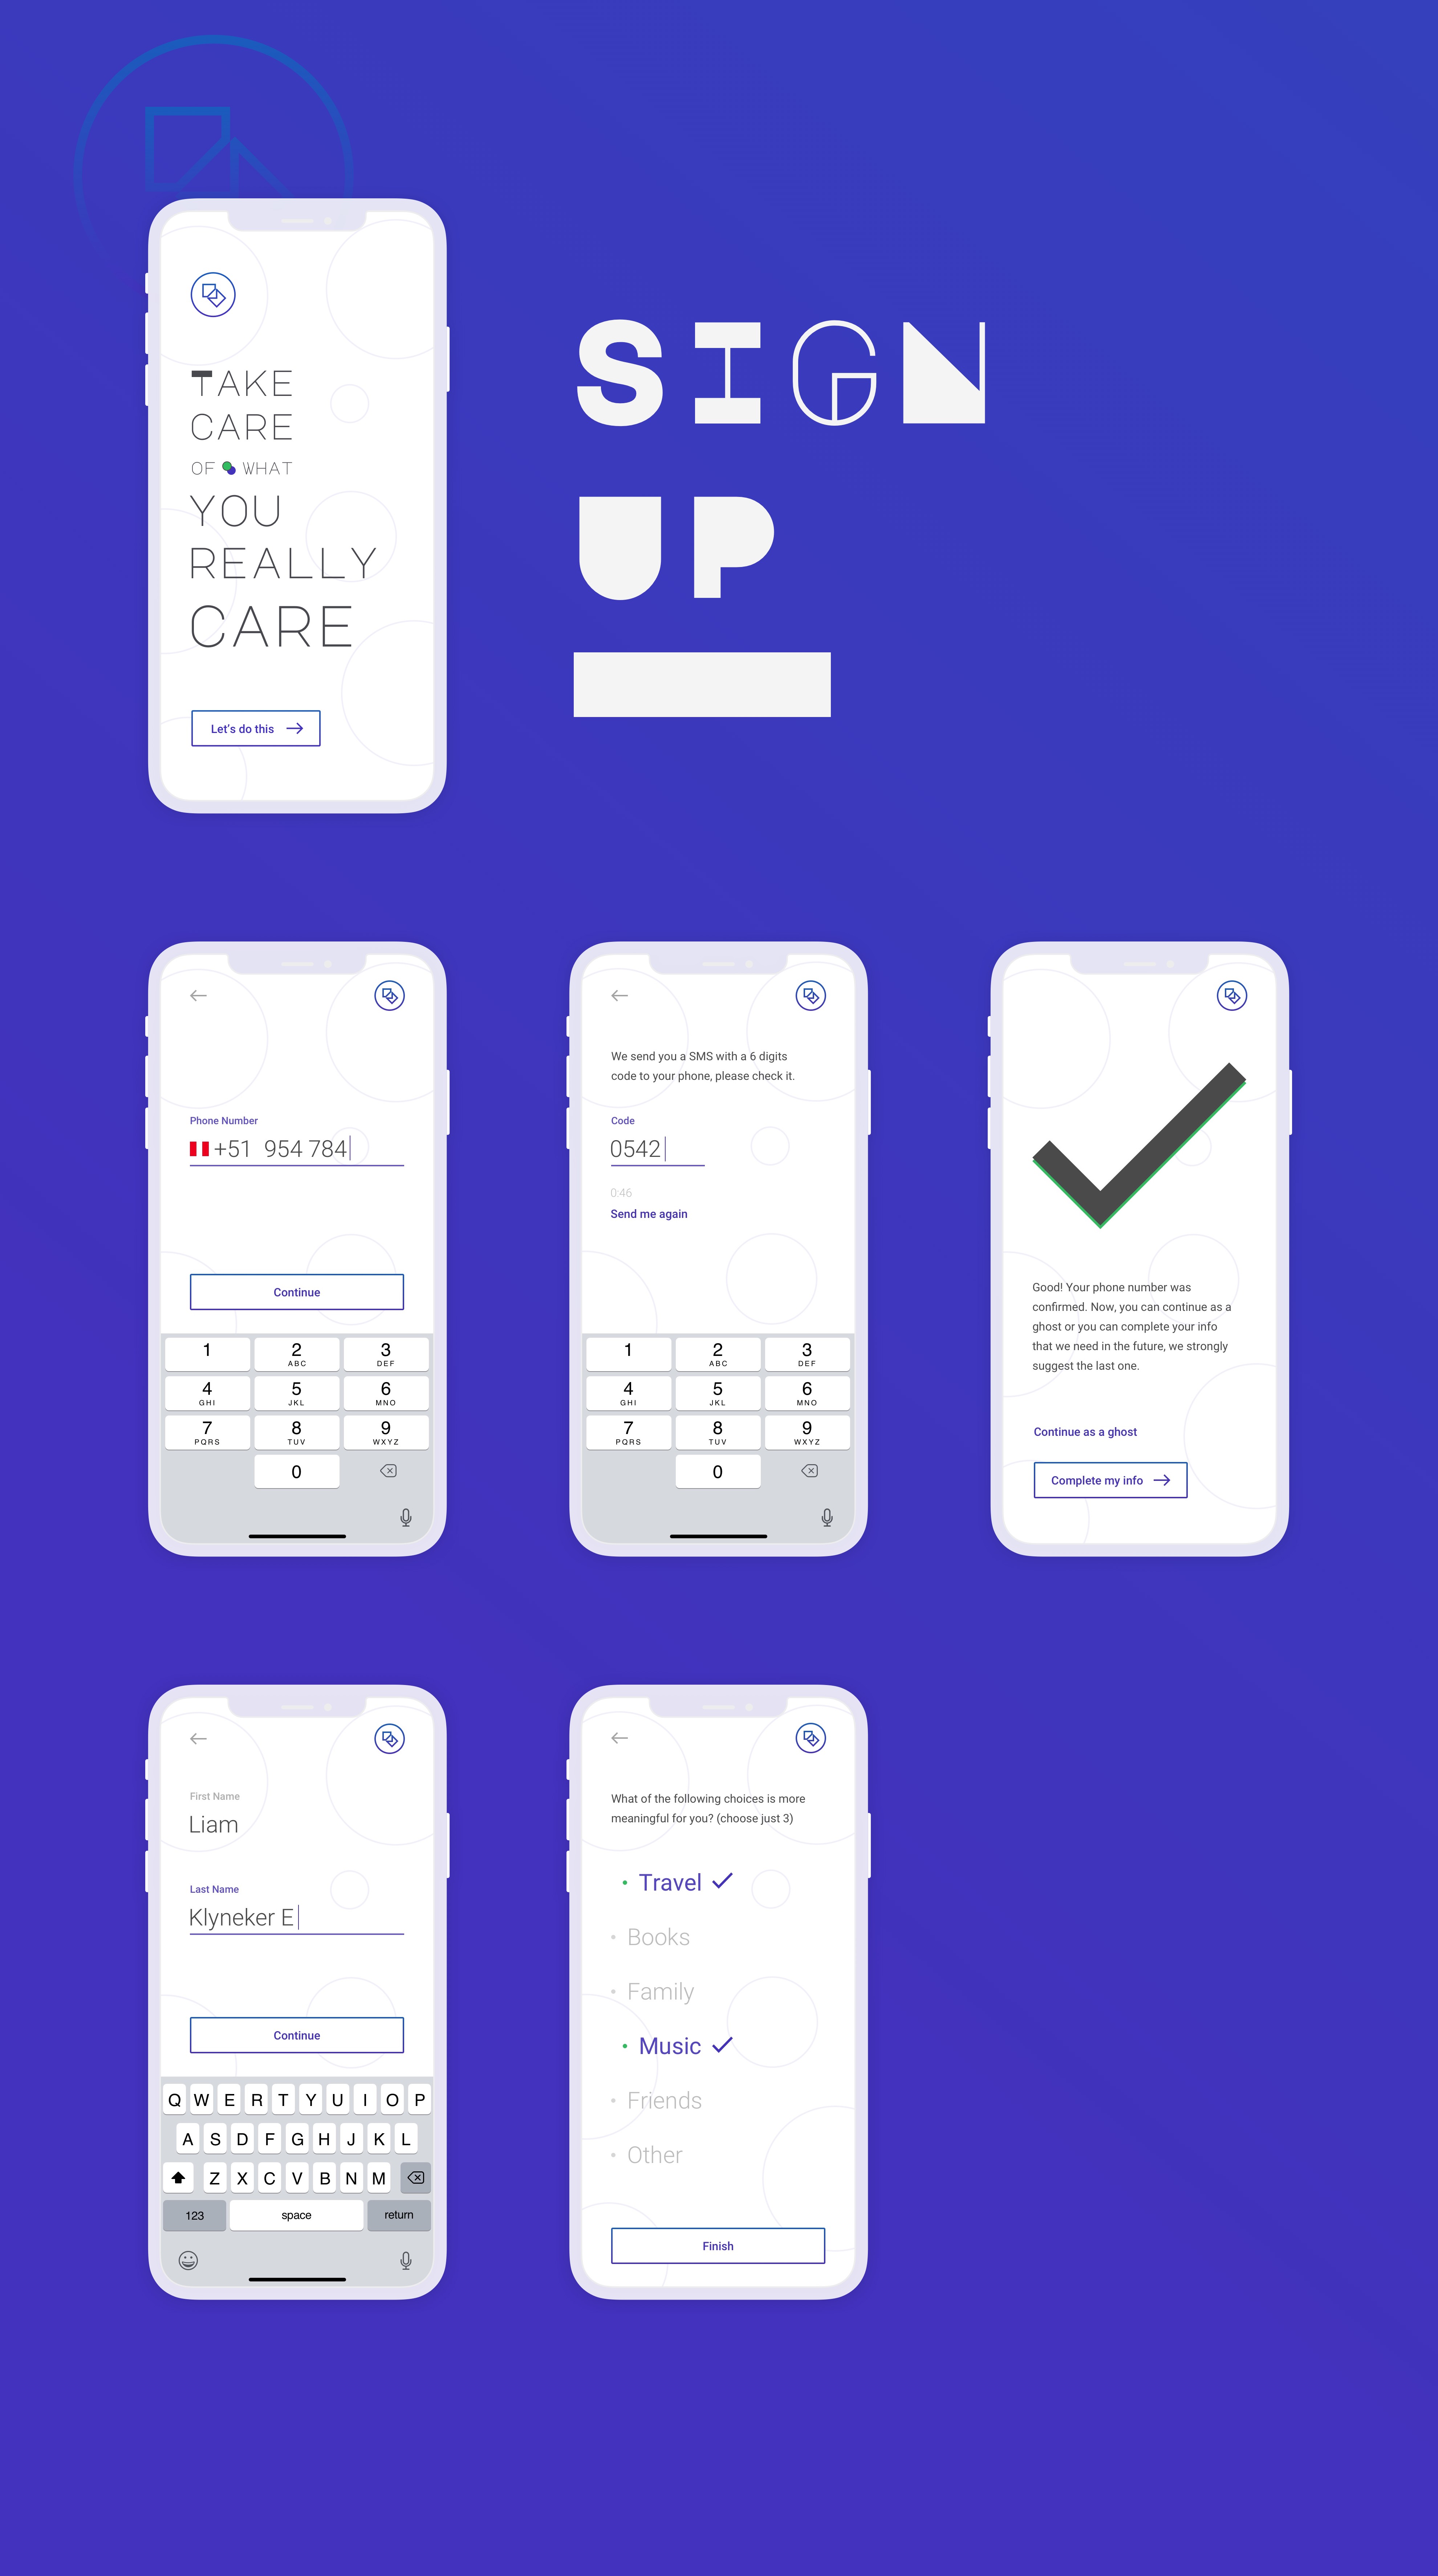 TAKE
CARE
OF WHAT
YOU
REALLY
CARE
Let's do this
SIGN
UP
Phone Number
+51 954 784
Continue
1
2 ABC
3 DEF
4 GHI
5 JKL
6 MNO
7 PQRS
8 TUV
9 WXYZ
0
We send you a SMS with a 6 digits
code to your phone, please check it.
Code
0542
0:46
Send me again
1
2 ABC
3 DEF
4 GHI
5 JKL
6 MNO
7 PQRS
8 TUV
9 WXYZ
0
Good! Your phone number was
confirmed. Now, you can continue as a
ghost or you can complete your info
that we need in the future, we strongly
suggest the last one.
Continue as a ghost
Complete my info
First Name
Liam
Last Name
Klyneker E
Continue
Q W E R T Y U I O P
A S D F G H J K L
Z X C V B N M
123 space return
What of the following choices is more
meaningful for you? (choose just 3)
Travel
Books
Family
Music
Friends
Other
Finish